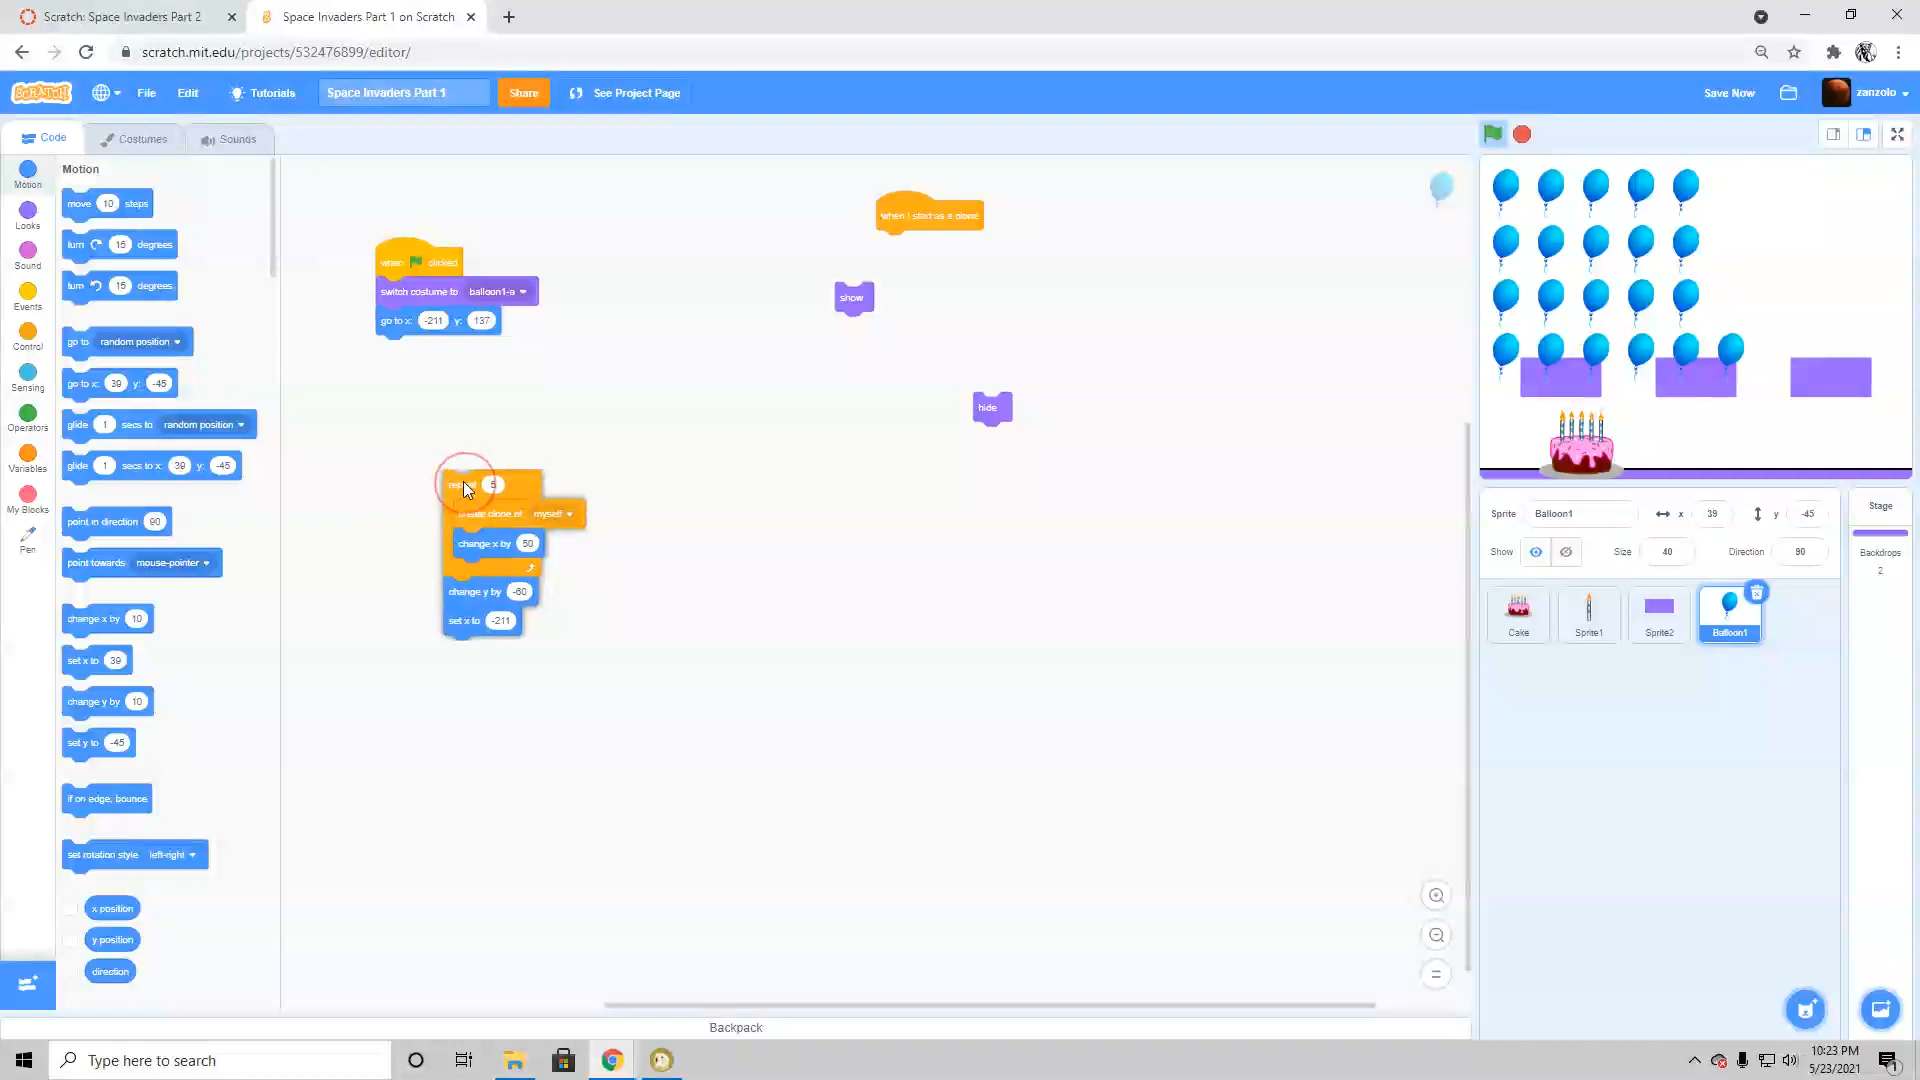 Scratch: Space Invaders Part 2
Space Invaders Part 1 on Scratch
scratch.mit.edu/projects/532476899/editor/
SCRATCH
File
Edit
Tutorials
Space Invaders Part 1
Share
See Project Page
Save Now
zanzolo
Code
Costumes
Sounds
Motion
Looks
Sound
Events
Control
Sensing
Operators
Variables
My Blocks
Pen
Motion
move 10 steps
turn 15 degrees
turn 15 degrees
go to random position
go to x: 39 y: -45
glide 1 secs to random position
glide 1 secs to x: 39 y: -45
point in direction 90
point towards mouse-pointer
change x by 10
set x to 39
change y by 10
set y to -45
if on edge, bounce
set rotation style left-right
x position
y position
direction
when clicked
switch costume to balloon1-a
go to x: -211 y: 137
5
clone of myself
change x by 50
change y by -60
set x to -211
when I start as a clone
show
hide
Backpack
Sprite Balloon1 x 39 y -45
Show Size 40 Direction 90
Cake
Sprite1
Sprite2
Balloon1
Stage
Backdrops
2
Type here to search
10:23 PM
5/23/2021
1